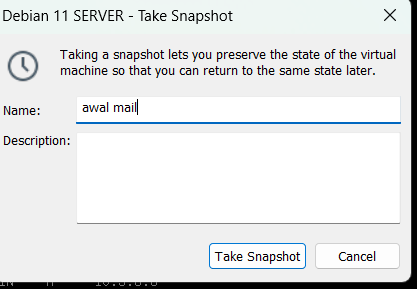 Debian 11 SERVER - Take Snapshot
Taking a snapshot lets you preserve the state of the virtual
machine so that you can return to the same state later.
Name:
awal mail
Description:
Take Snapshot
Cancel